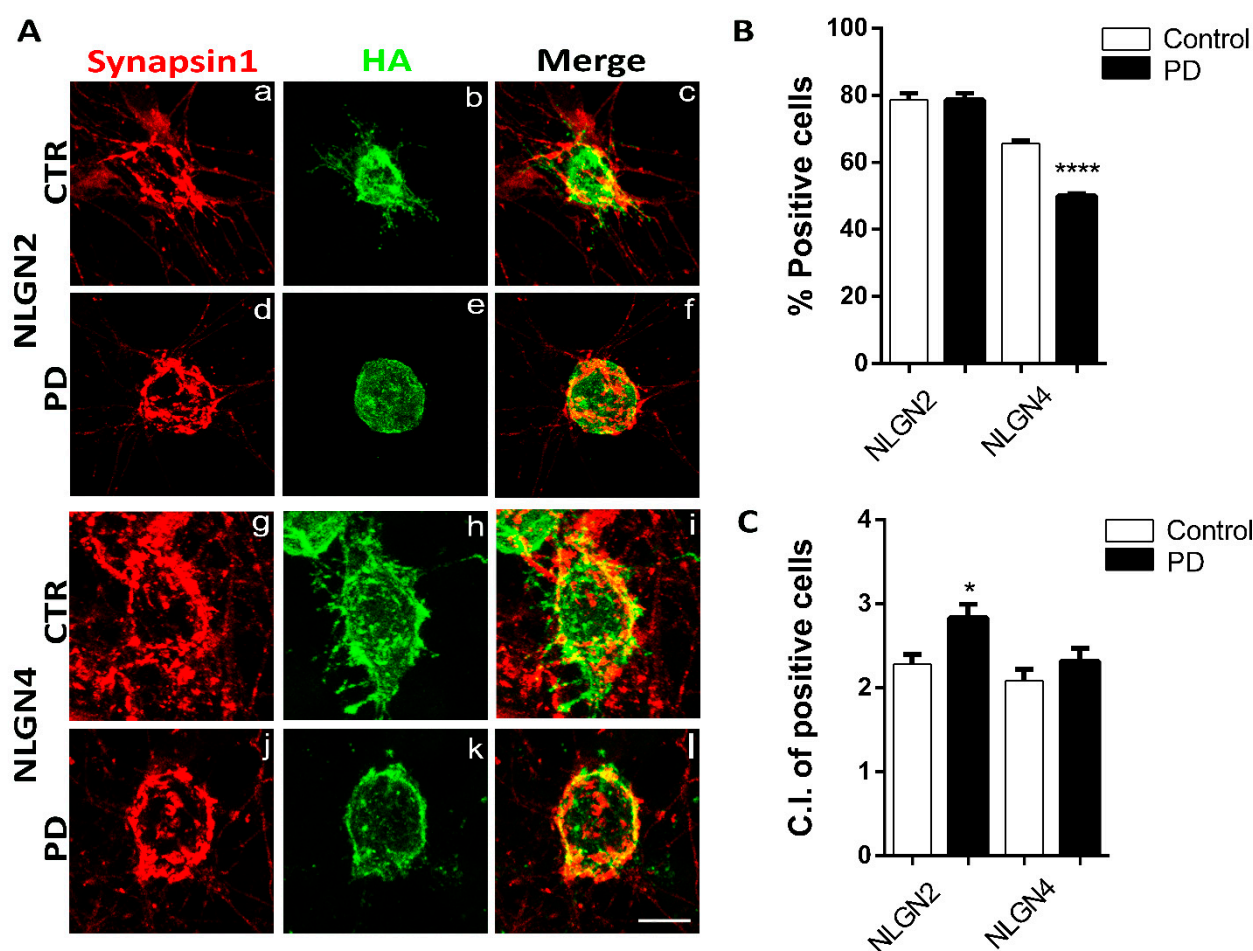 A
Synapsin1 HA Merge
NLGN2
CTR
a b c
PD
d e f
NLGN4
CTR
g h i
PD
j k l
B
Control
PD
% Positive cells
80
60
40
20
0
100
****
NLGN2 NLGN4
C
Control
PD
C.I. of positive cells
4
3
2
1
0
*
NLGN2 NLGN4